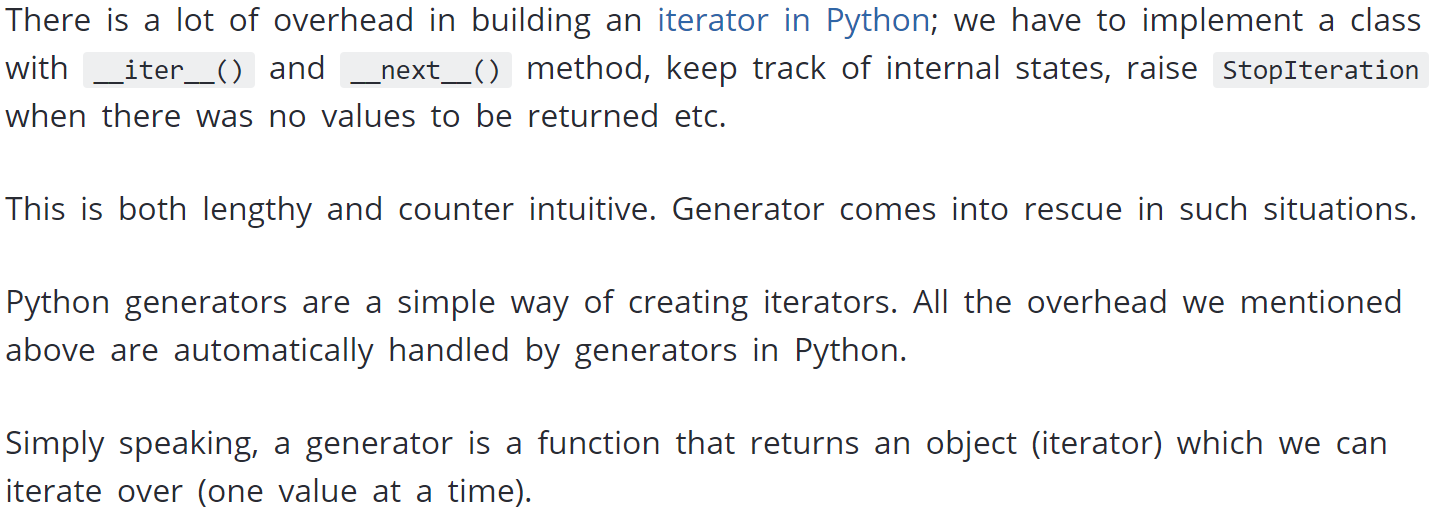 There is a lot of overhead in building an iterator in Python; we have to implement a class
with __iter__() and __next__() method, keep track of internal states, raise StopIteration
when there was no values to be returned etc.
This is both lengthy and counter intuitive. Generator comes into rescue in such situations.
Python generators are a simple way of creating iterators. All the overhead we mentioned
above are automatically handled by generators in Python.
Simply speaking, a generator is a function that returns an object (iterator) which we can
iterate over (one value at a time).